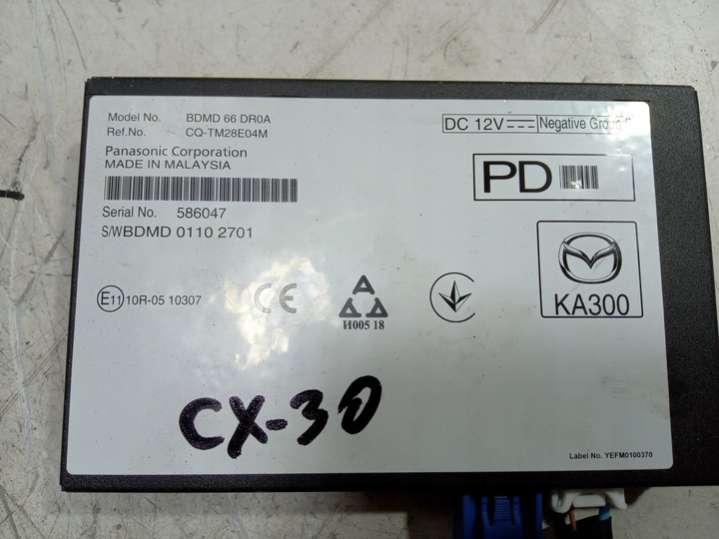 Model No. BDMD 66 DR0A
Ref.No. CQ-TM28E04M
Panasonic Corporation
MADE IN MALAYSIA
Serial No. 586047
S/WBDMD 0110 2701
DC 12V Negative Ground
PD
KA300
E11 10R-05 10307
CE
И005 18
CX-30
Label No. YEFM0100370